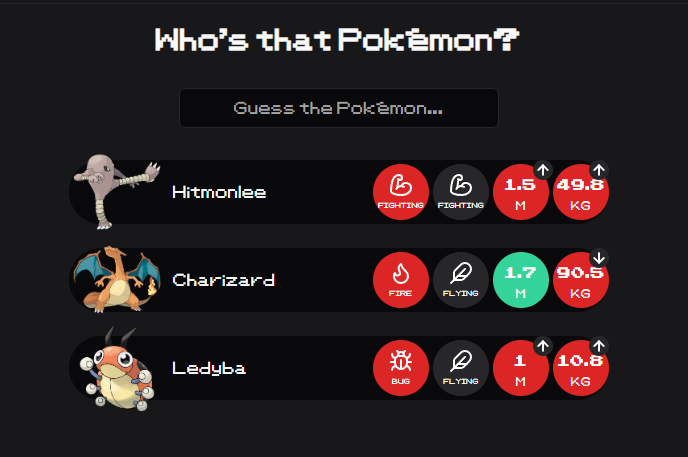 Who's that Pokémon?
Guess the Pokémon...
Hitmonlee FIGHTING FIGHTING 1.5 M 49.8 KG
Charizard FIRE FLYING 1.7 M 90.5 KG
Ledyba BUG FLYING 1 M 10.8 KG